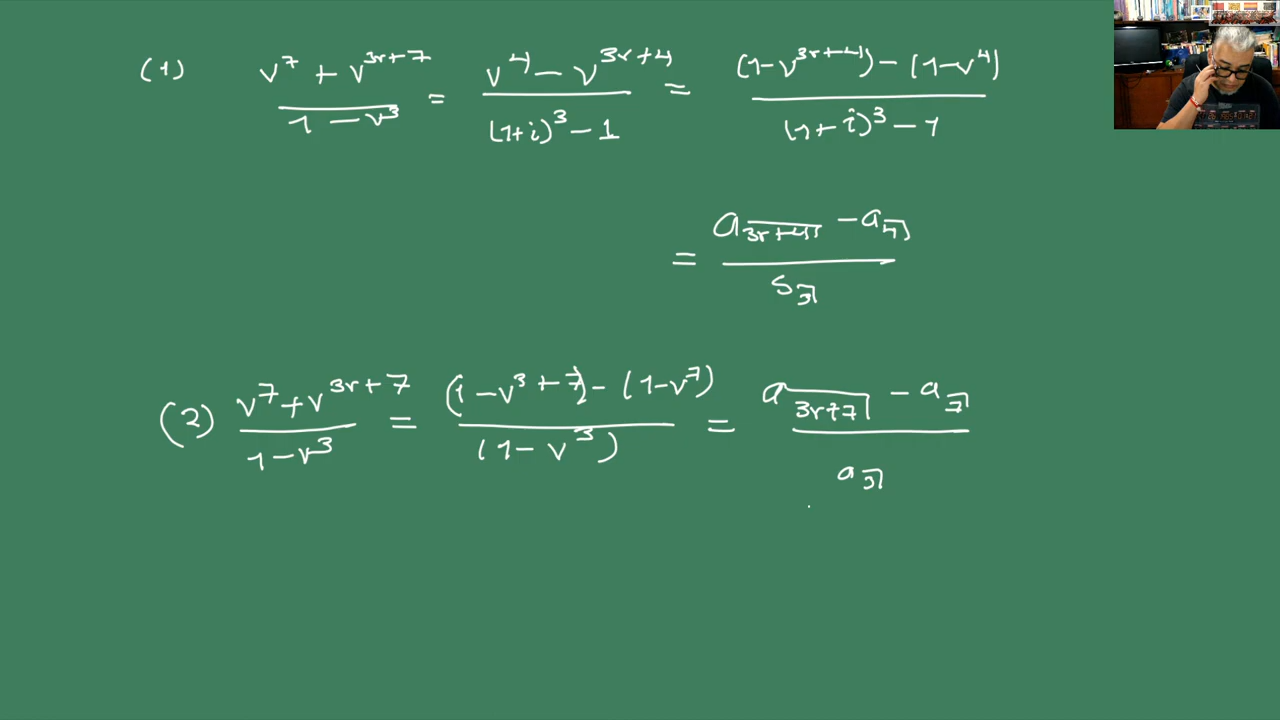 (1) v^7 + v^{3r+7} / 1 - v^3 = v^4 - v^{3r+4} / (1+i)^3 - 1 = (1-v^{3r+4}) - (1-v^4) / (1+i)^3 - 1
= a_{3r+4|} - a_{4|} / s_{3|}
(2) v^7 + v^{3r+7} / 1 - v^3 = (1 - v^{3+7}) - (1-v^7) / (1 - v^3) = a_{3r+7|} - a_{7|} / a_{3|}